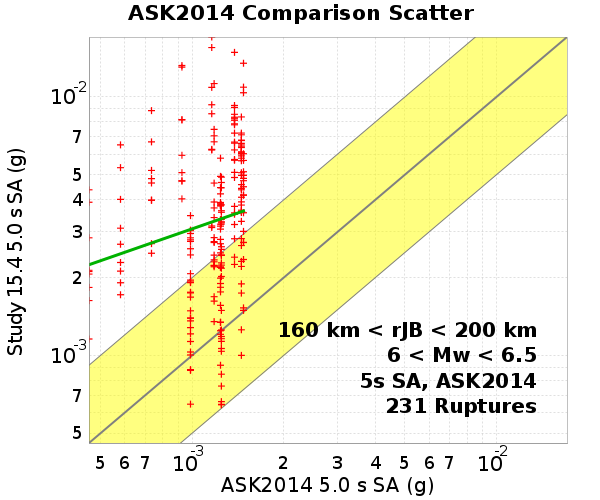 ASK2014 Comparison Scatter
10-2
7
5
4
3
2
10-3
7
5
Study 15.4 5.0 s SA (g)
160 km < rJB < 200 km
6 < Mw < 6.5
5s SA, ASK2014
231 Ruptures
5 6 7 10-3 2 3 4 5 6 7 10-2
ASK2014 5.0 s SA (g)